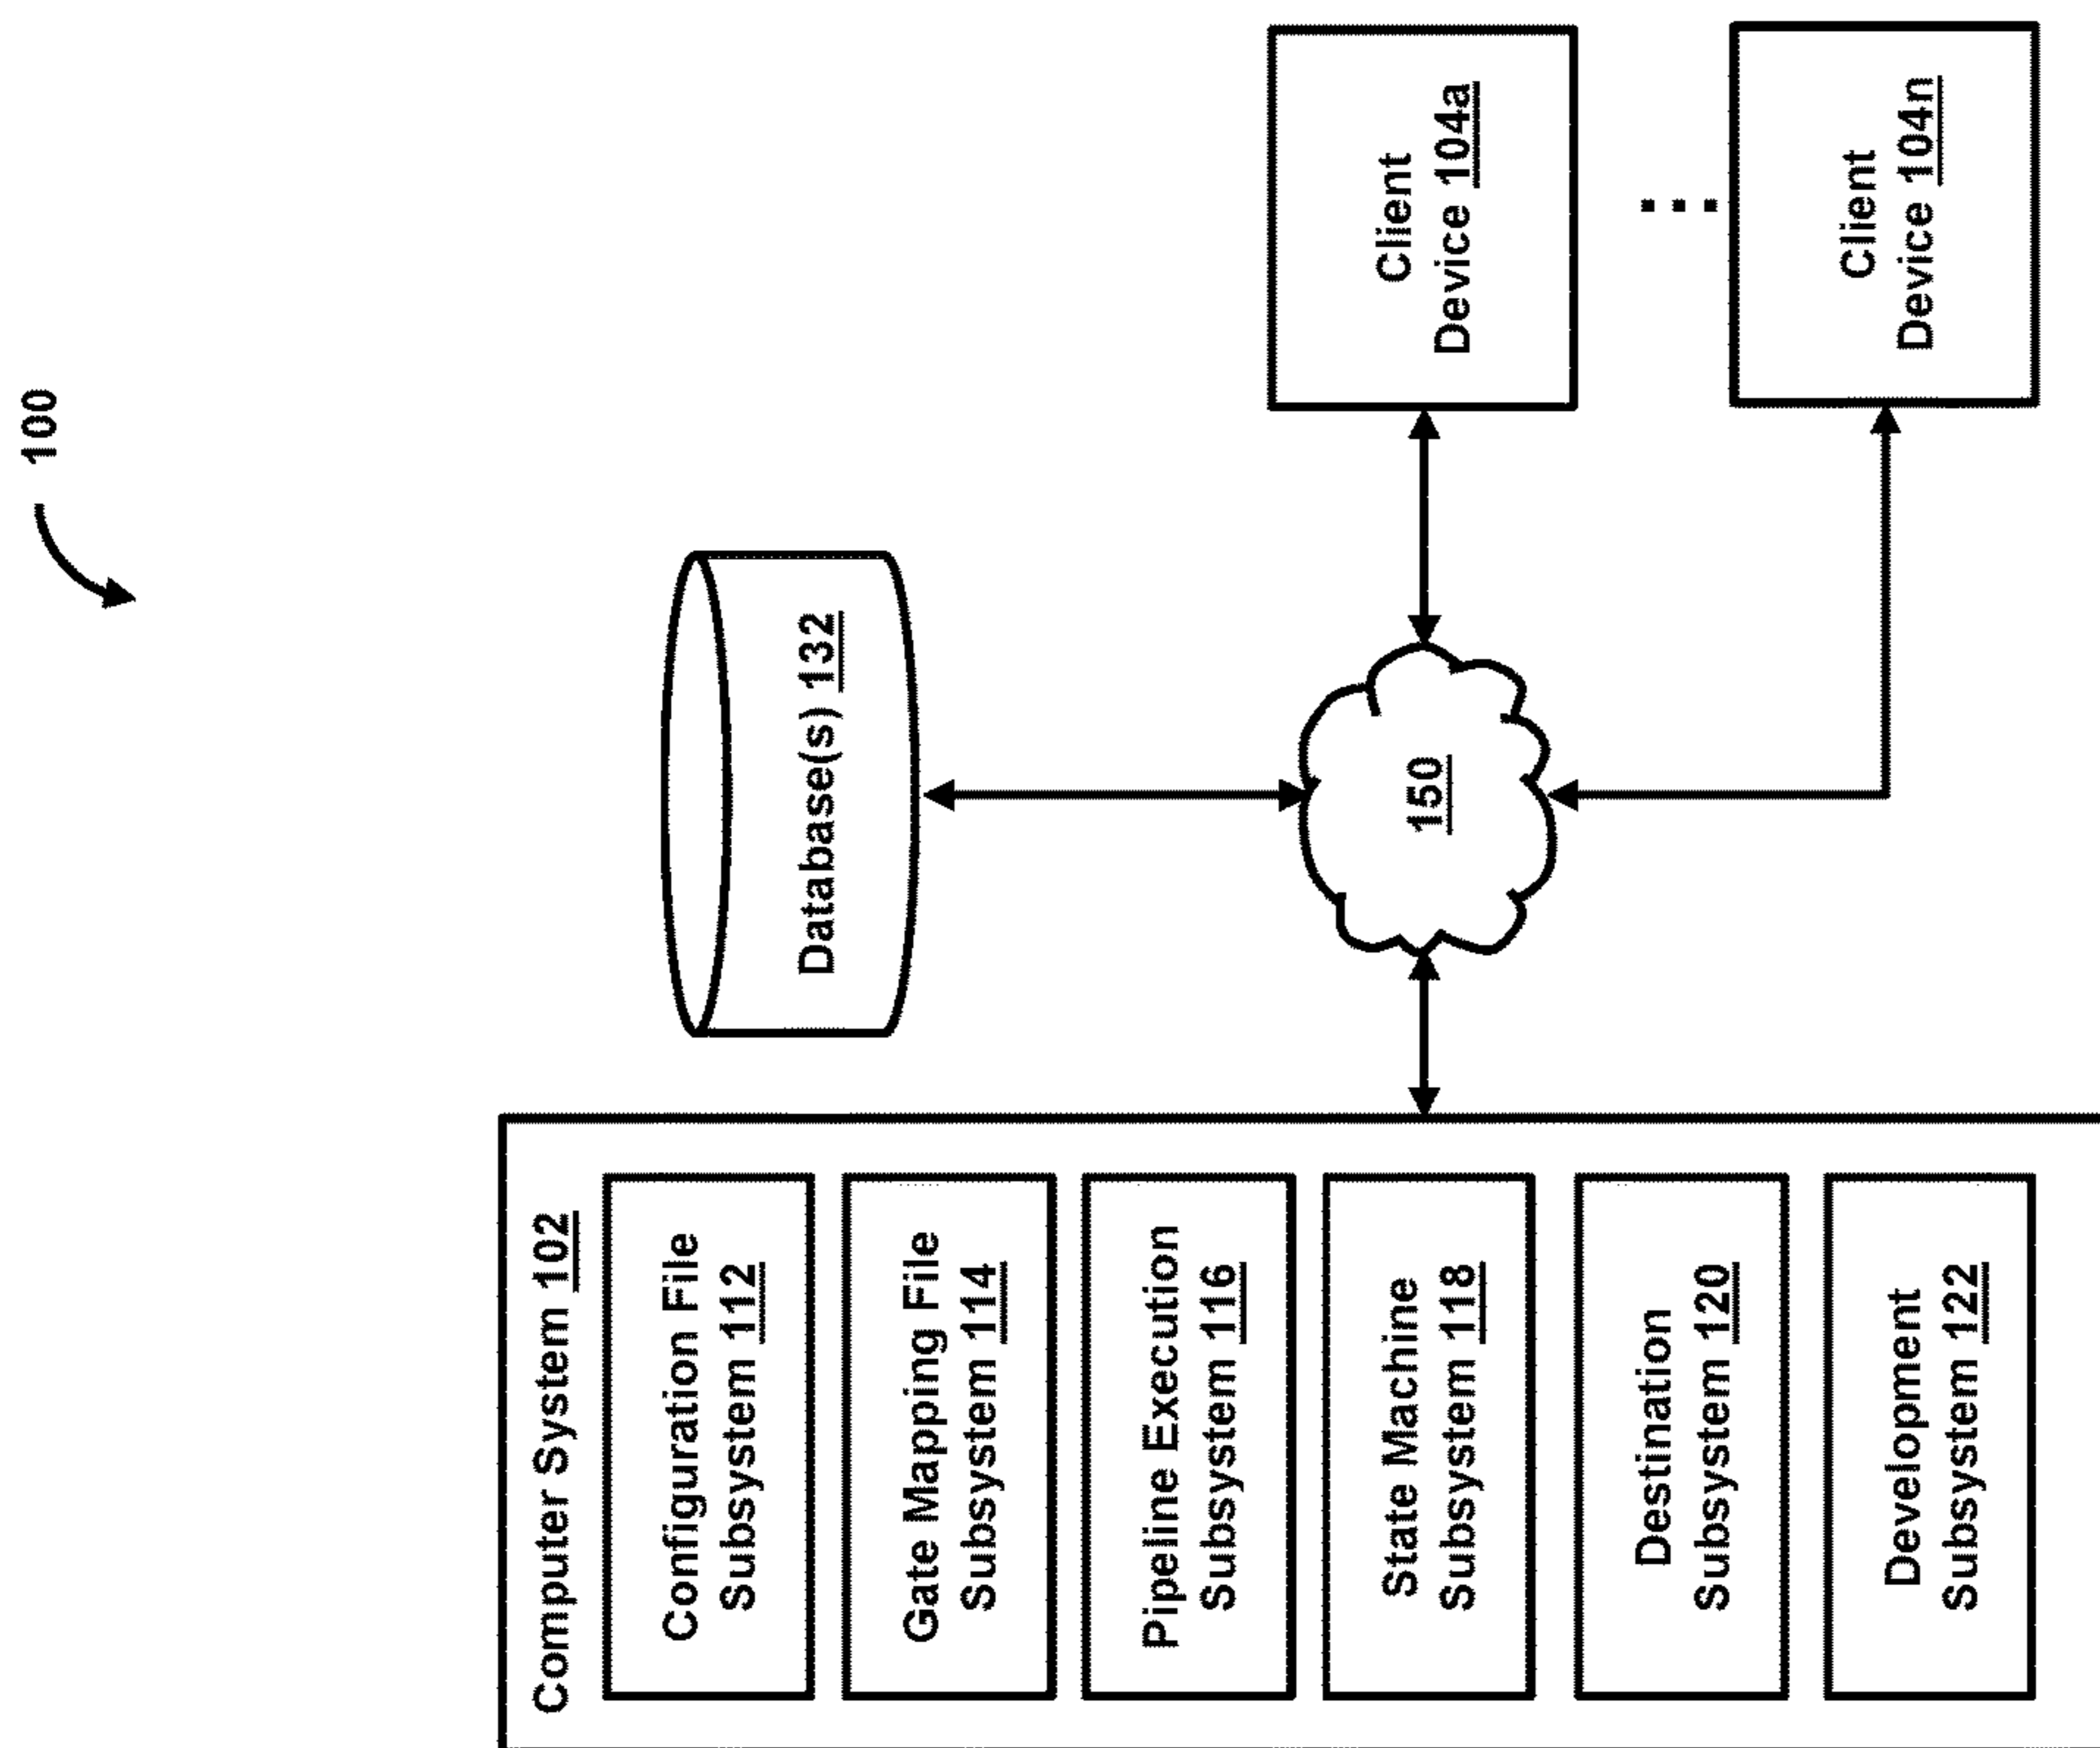 100
Computer System 102
Configuration File
Subsystem 112
Gate Mapping File
Subsystem 114
Pipeline Execution
Subsystem 116
State Machine
Subsystem 118
Destination
Subsystem 120
Development
Subsystem 122
Database(s) 132
150
Client
Device 104a
Client
Device 104n